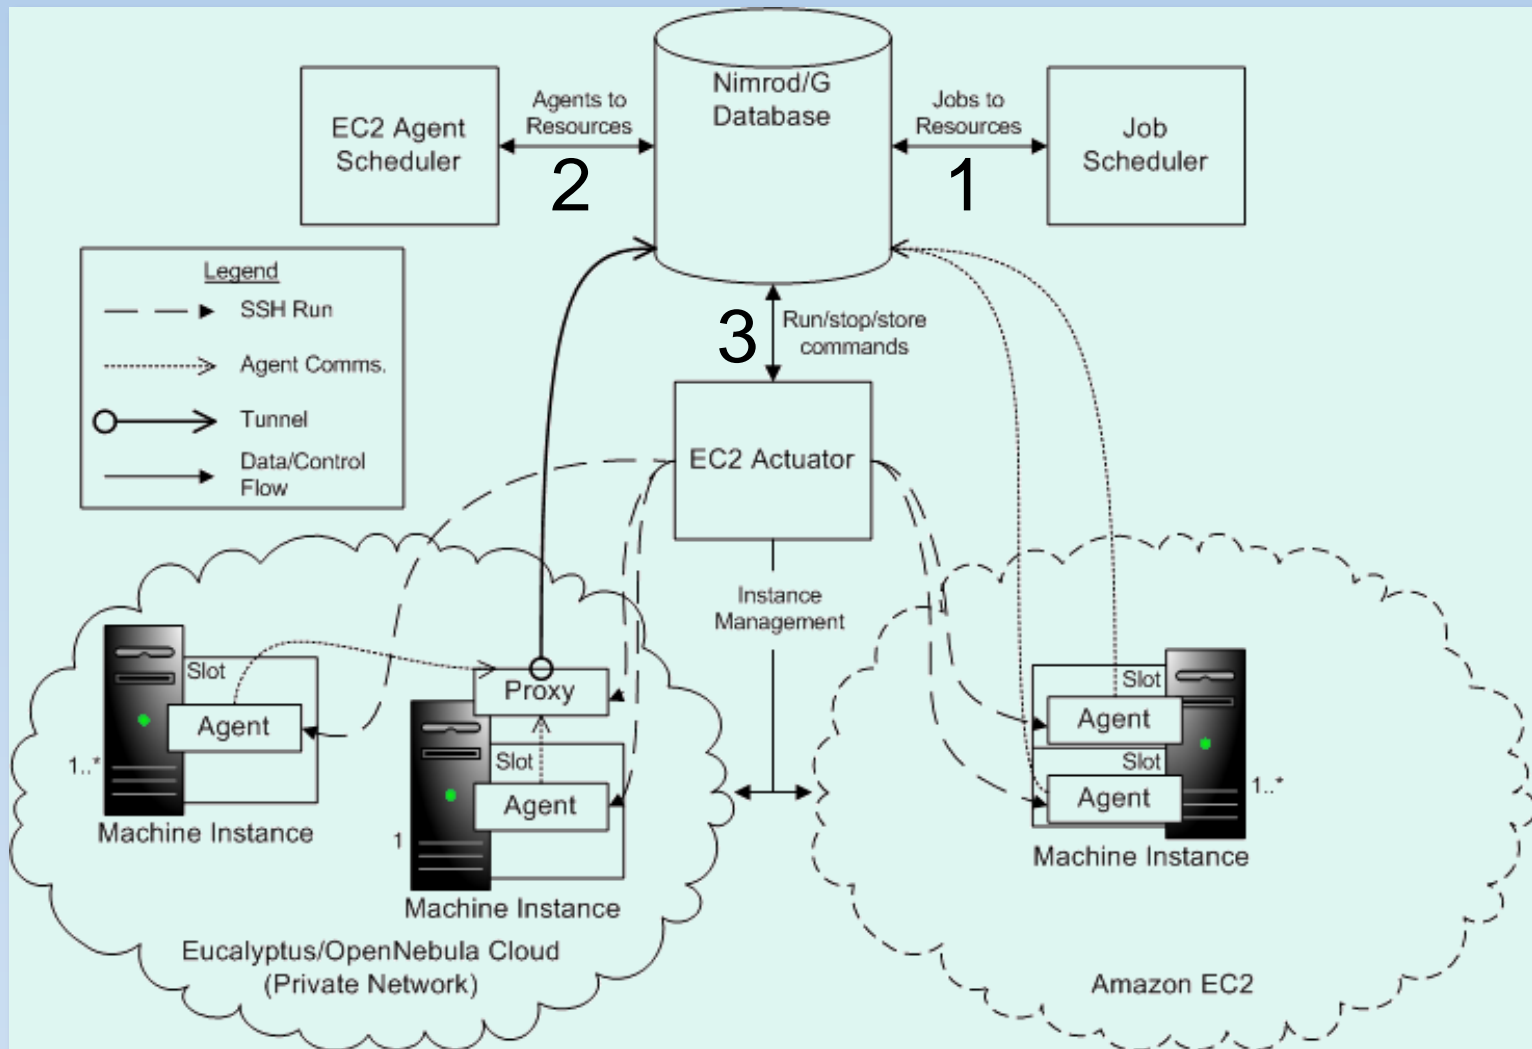 Nimrod/G
Database
EC2 Agent
Scheduler
Agents to
Resources
2
Jobs to
Resources
1
Job
Scheduler
Legend
SSH Run
Agent Comms.
Tunnel
Data/Control
Flow
3
Run/stop/store
commands
EC2 Actuator
Instance
Management
Slot
Agent
1..*
Machine Instance
Proxy
Slot
Agent
1
Machine Instance
Eucalyptus/OpenNebula Cloud
(Private Network)
Slot
Agent
Slot
Agent
1..*
Machine Instance
Amazon EC2